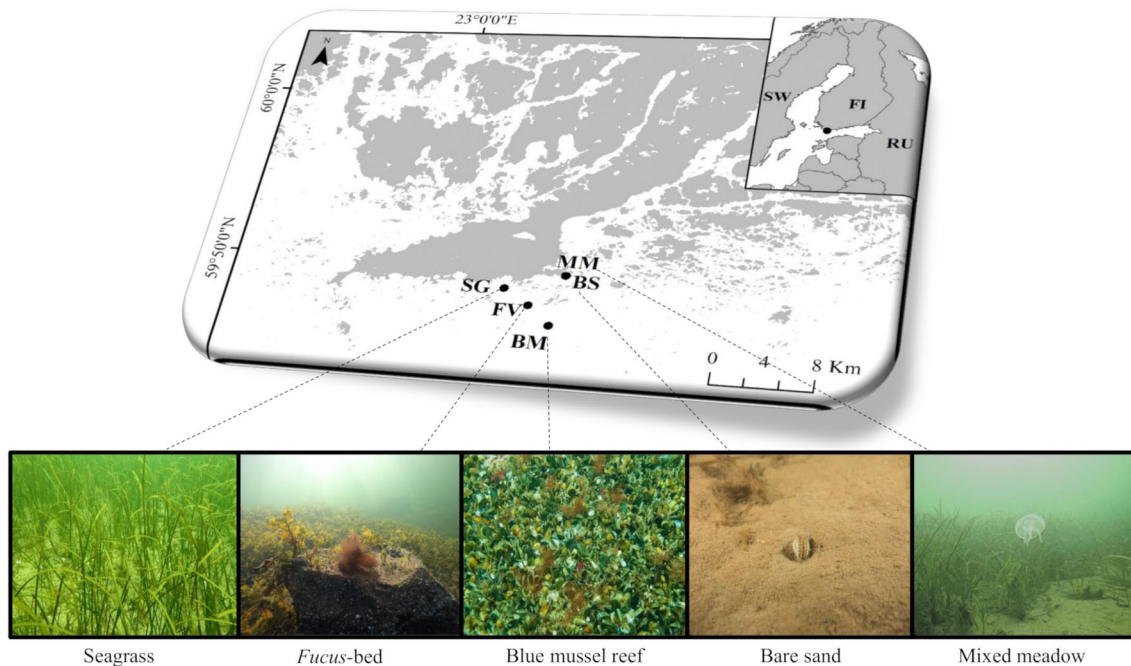 23°0'0"E
N
60°0'0"N
59°50'0"N
SW
FI
RU
MM
SG
BS
FV
BM
0 4 8 Km
Seagrass
Fucus-bed
Blue mussel reef
Bare sand
Mixed meadow